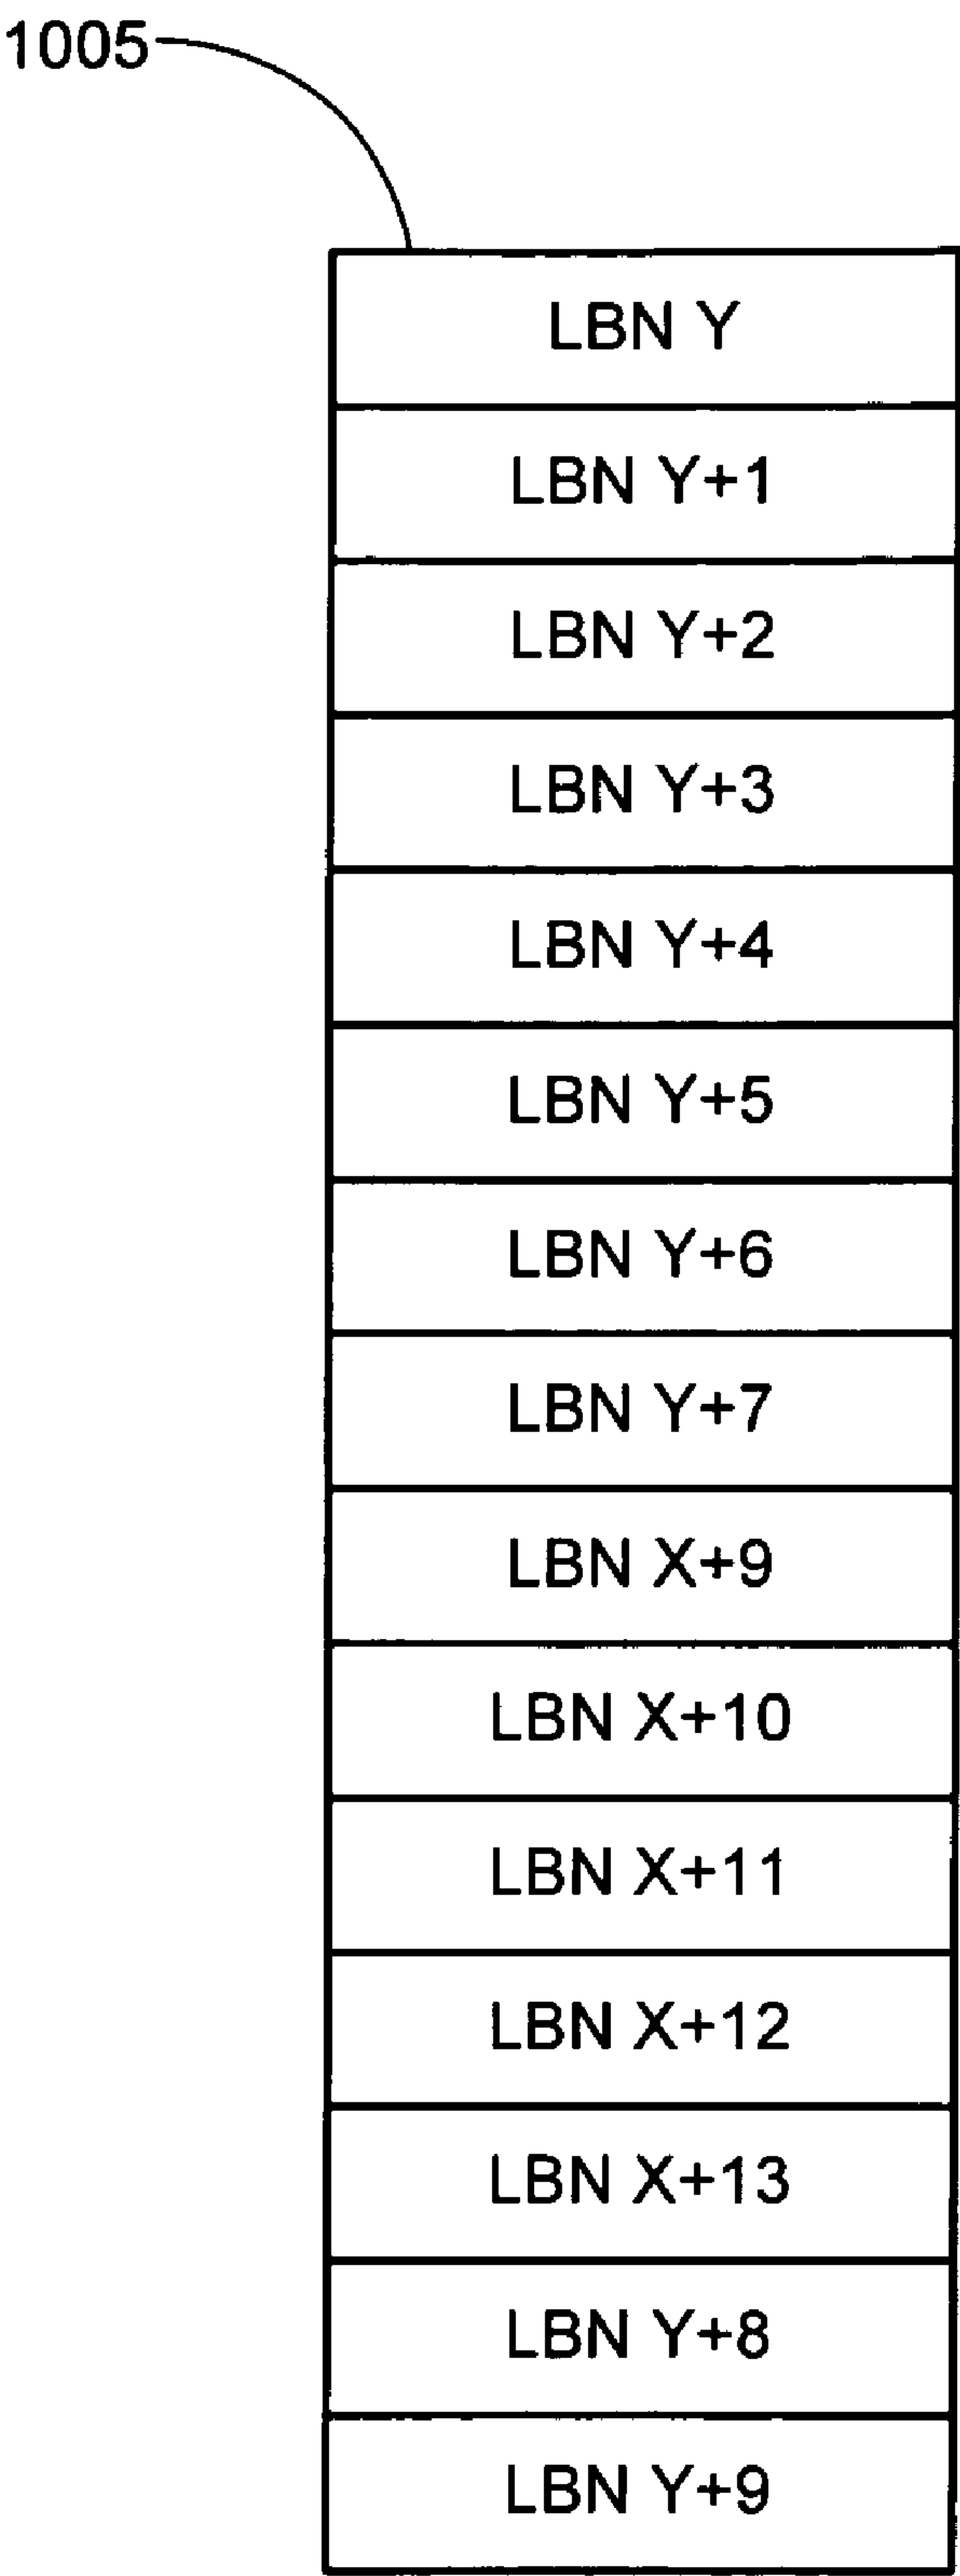 1005
LBN Y
LBN Y+1
LBN Y+2
LBN Y+3
LBN Y+4
LBN Y+5
LBN Y+6
LBN Y+7
LBN X+9
LBN X+10
LBN X+11
LBN X+12
LBN X+13
LBN Y+8
LBN Y+9